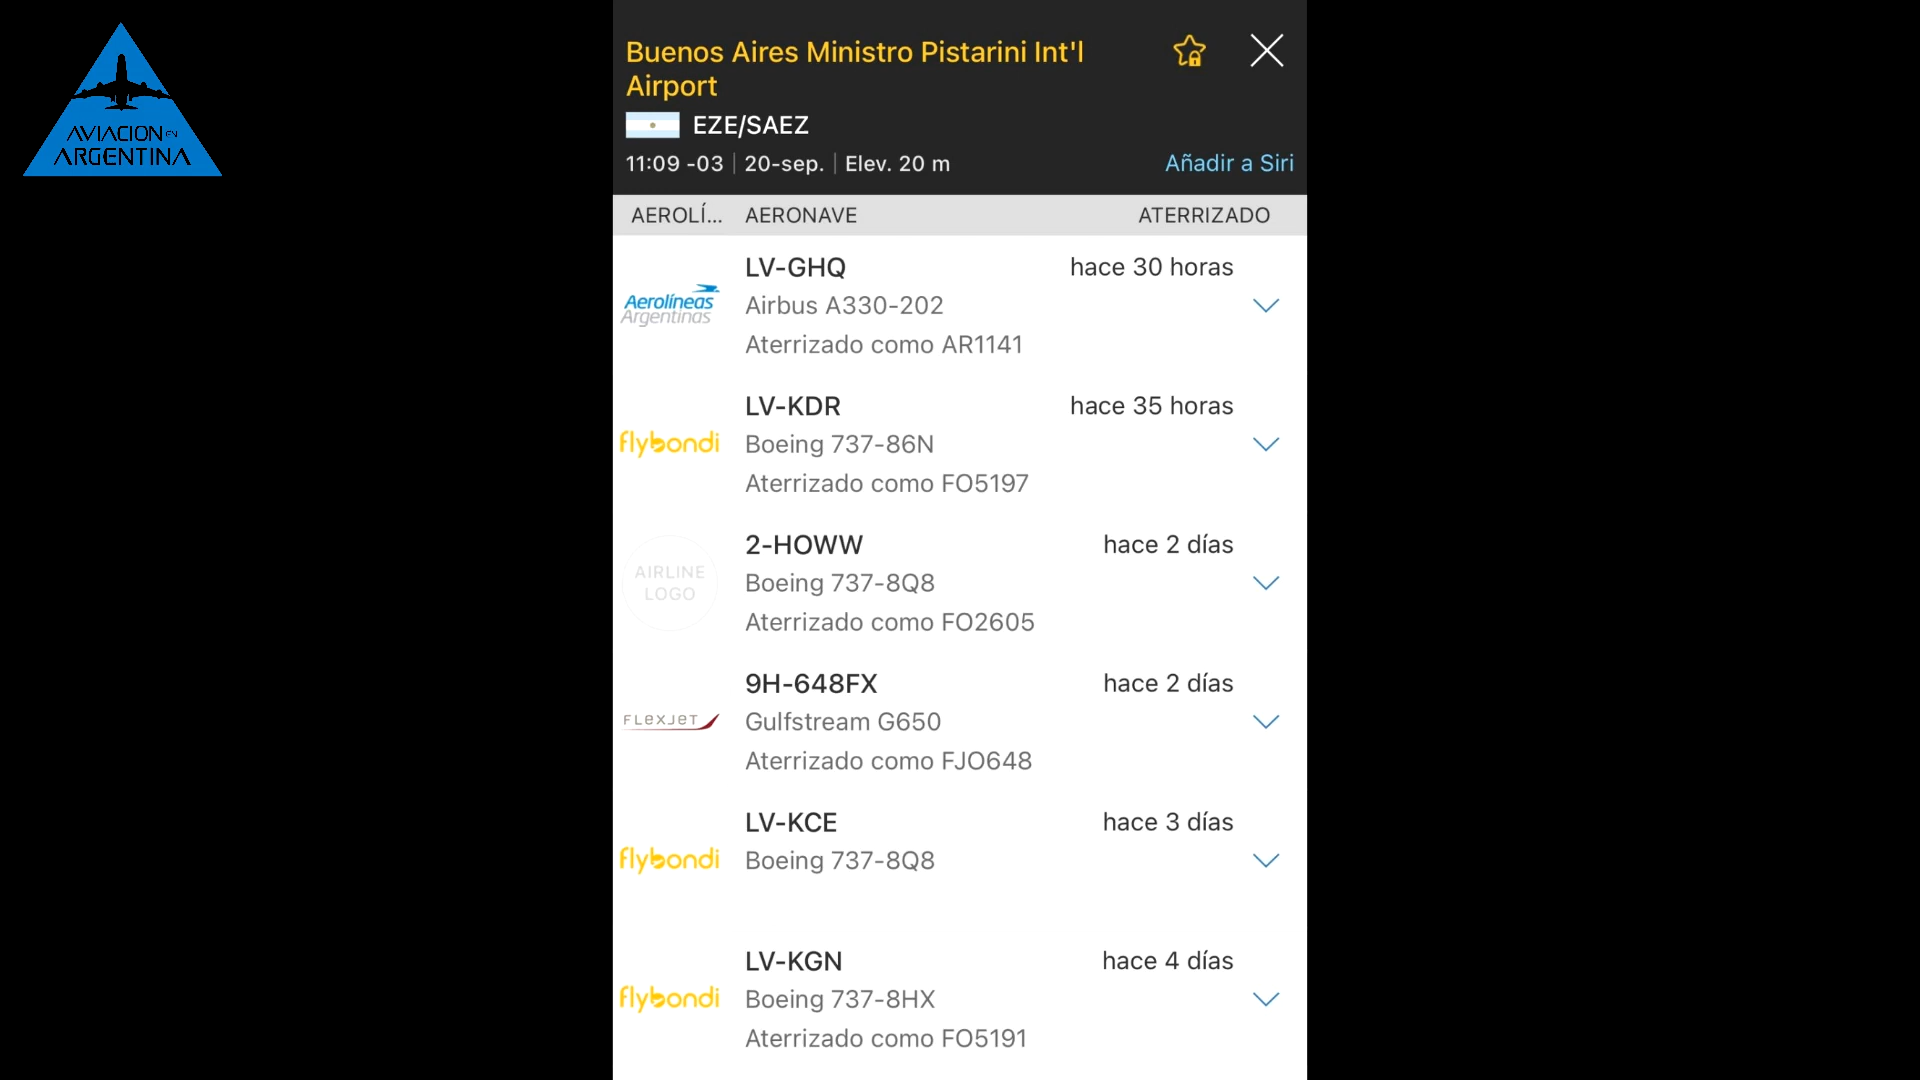 AVIACION EN
ARGENTINA
Buenos Aires Ministro Pistarini Int'l
Airport
EZE/SAEZ
11:09 -03 | 20-sep. | Elev. 20 m
Añadir a Siri
AEROLÍ... AERONAVE ATERRIZADO
LV-GHQ hace 30 horas
Aerolíneas
Argentinas
Airbus A330-202
Aterrizado como AR1141
LV-KDR hace 35 horas
flybondi Boeing 737-86N
Aterrizado como FO5197
2-HOWW hace 2 días
AIRLINE
LOGO
Boeing 737-8Q8
Aterrizado como FO2605
9H-648FX hace 2 días
FLEXJET Gulfstream G650
Aterrizado como FJO648
LV-KCE hace 3 días
flybondi Boeing 737-8Q8
LV-KGN hace 4 días
flybondi Boeing 737-8HX
Aterrizado como FO5191